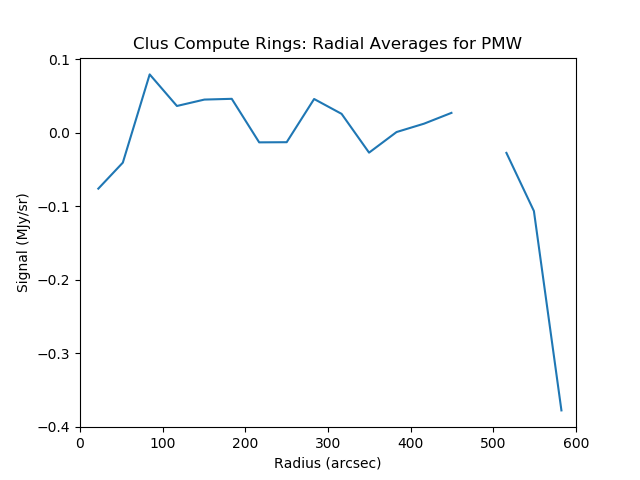 Clus Compute Rings: Radial Averages for PMW
0.1
0.0
−0.1
−0.2
−0.3
−0.4
Signal (MJy/sr)
0 100 200 300 400 500 600
Radius (arcsec)